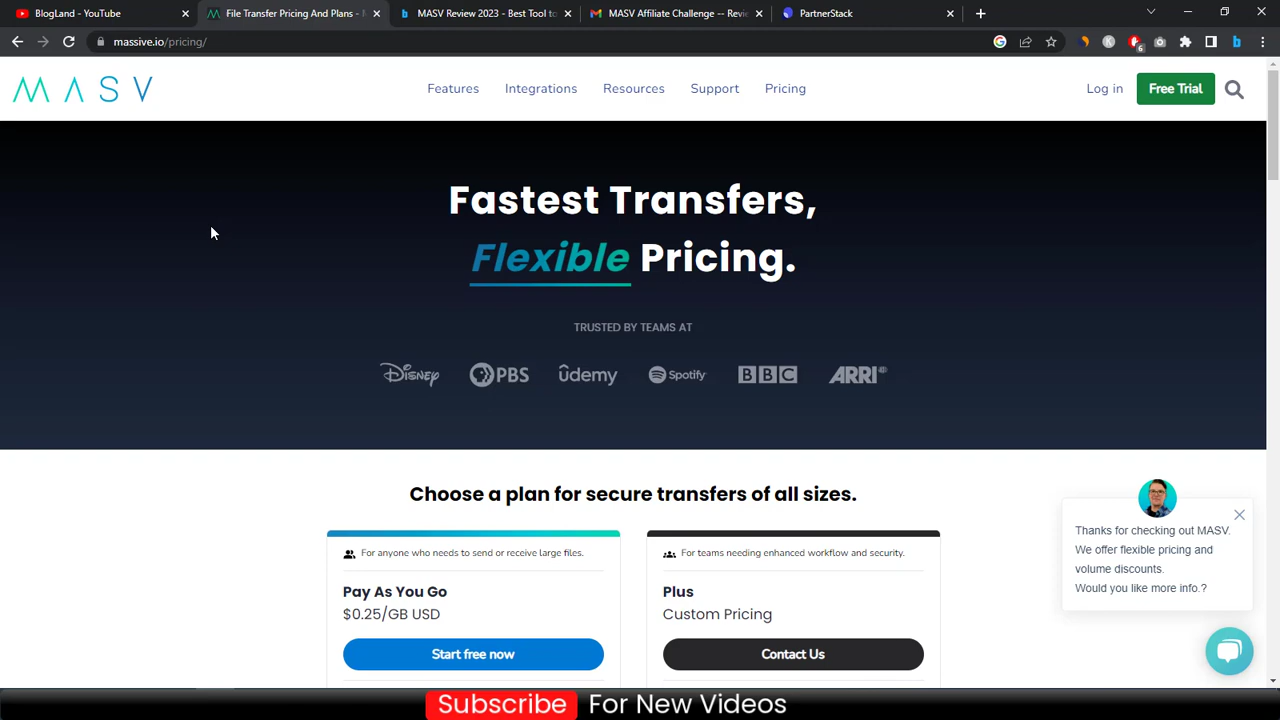 BlogLand - YouTube
File Transfer Pricing And Plans -
MASV Review 2023 - Best Tool to
MASV Affiliate Challenge -- Revie
PartnerStack
massive.io/pricing/
6
b
MASV
Features
Integrations
Resources
Support
Pricing
Log in
Free Trial
Fastest Transfers,
Flexible Pricing.
TRUSTED BY TEAMS AT
Disney
PBS
ûdemy
Spotify
BBC
ARRI
Choose a plan for secure transfers of all sizes.
For anyone who needs to send or receive large files.
Pay As You Go
$0.25/GB USD
Start free now
For teams needing enhanced workflow and security.
Plus
Custom Pricing
Contact Us
Thanks for checking out MASV.
We offer flexible pricing and
volume discounts.
Would you like more info.?
Subscribe For New Videos